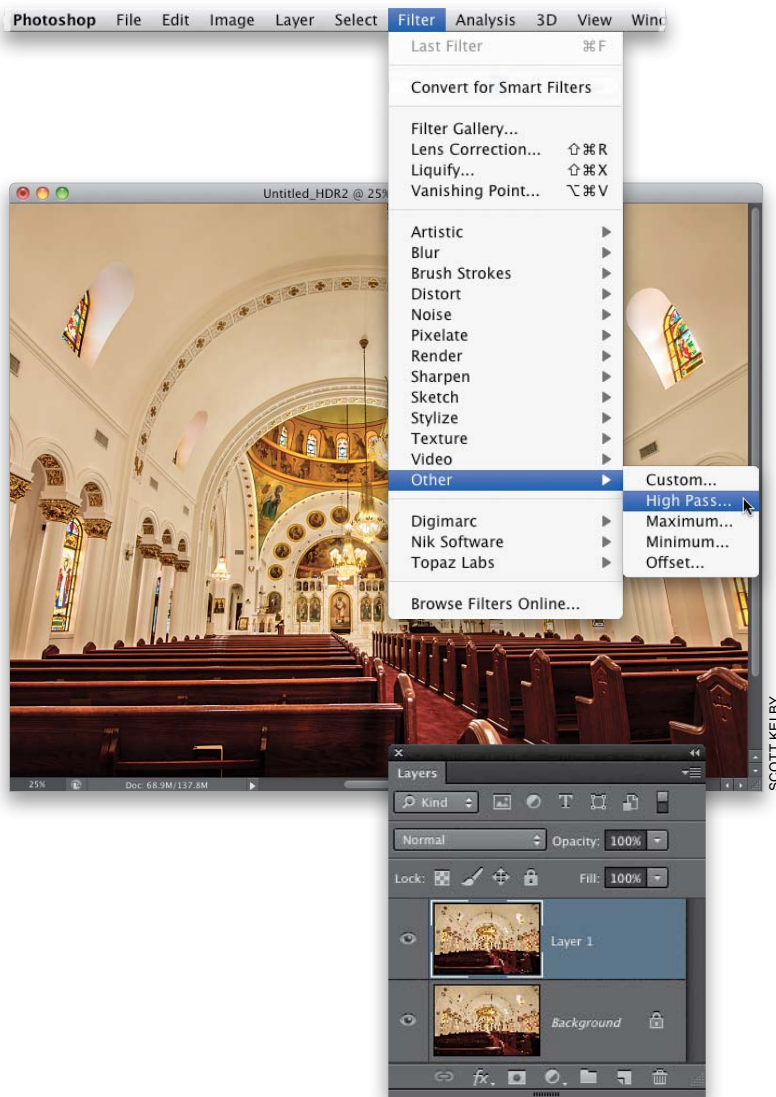 Photoshop File Edit Image Layer Select Filter Analysis 3D View Wind
Last Filter ⌘F
Convert for Smart Filters
Filter Gallery...
Lens Correction... ⇧⌘R
Liquify... ⇧⌘X
Vanishing Point... ⌥⌘V
Untitled_HDR2 @ 25%
Artistic
Blur
Brush Strokes
Distort
Noise
Pixelate
Render
Sharpen
Sketch
Stylize
Texture
Video
Other
Custom...
High Pass...
Maximum...
Minimum...
Offset...
Digimarc
Nik Software
Topaz Labs
Browse Filters Online...
SCOTT KELBY
25% Doc: 68.9M/137.8M
Layers
Kind
Normal Opacity: 100%
Lock: Fill: 100%
Layer 1
Background
fx